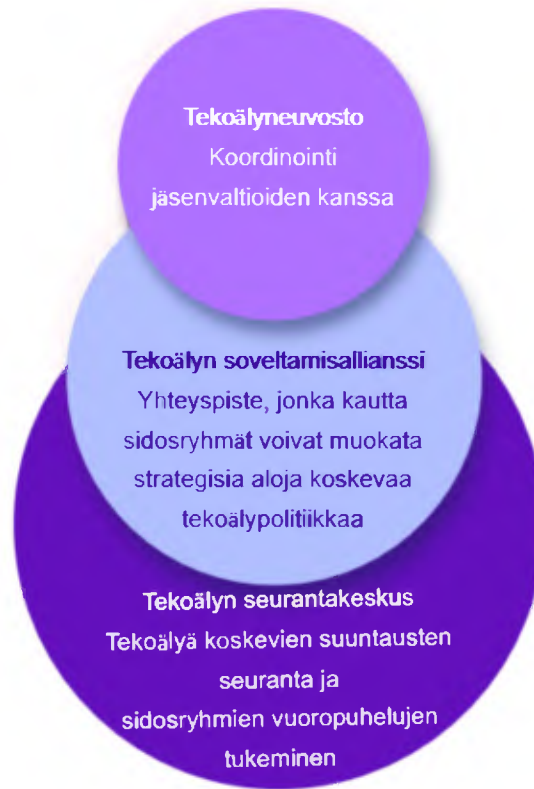 Tekoälyneuvosto
Koordinointi
jäsenvaltioiden kanssa
Tekoälyn soveltamisallianssi
Yhteyspiste, jonka kautta
sidosryhmät voivat muokata
strategisia aloja koskevaa
tekoälypolitiikkaa
Tekoälyn seurantakeskus
Tekoälyä koskevien suuntausten
seuranta ja
sidosryhmien vuoropuhelujen
tukeminen